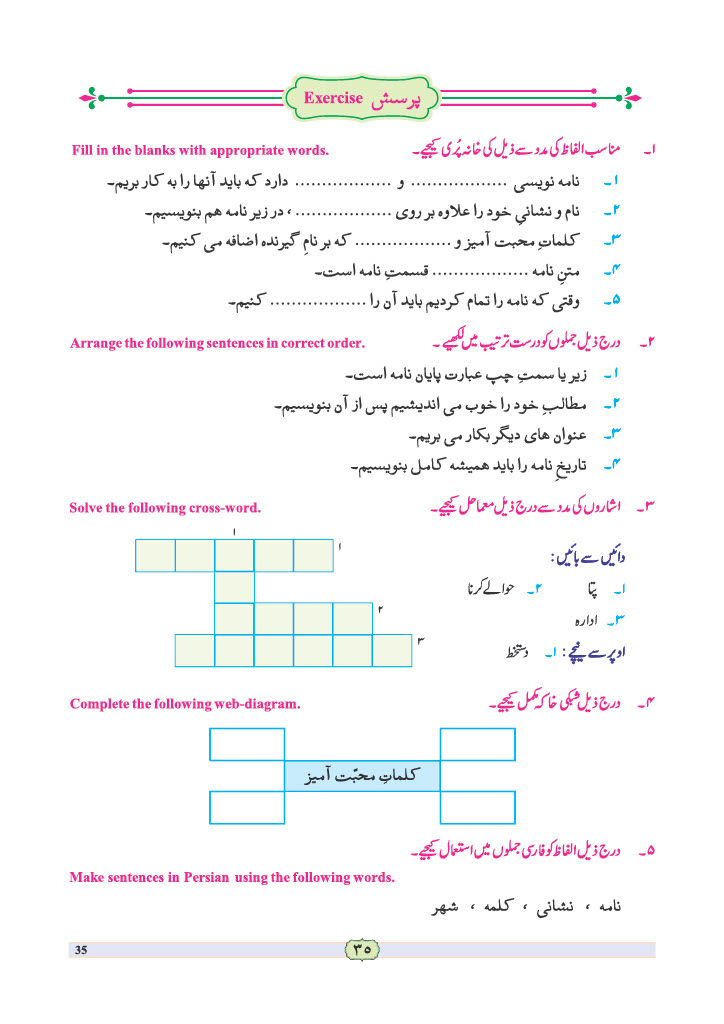 Exercise پرسش
۱۔ مناسب الفاظ کی مدد سے ذیل کی خانہ پُری کیجیے۔ Fill in the blanks with appropriate words.
۱۔ نامه نویسی .................. و .................. دارد که باید آنها را به کار بریم۔
۲۔ نام و نشانیِ خود را علاوه بر روی .................. ، در زیر نامه هم بنویسیم۔
۳۔ کلماتِ محبت آمیز و .................. که بر نامِ گیرنده اضافه می کنیم۔
۴۔ متنِ نامه .................. قسمتِ نامه است۔
۵۔ وقتی که نامه را تمام کردیم باید آن را .................. کنیم۔
۲۔ درج ذیل جملوں کو درست ترتیب میں لکھیے۔ Arrange the following sentences in correct order.
۱۔ زیر یا سمتِ چپ عبارت پایان نامه است۔
۲۔ مطالبِ خود را خوب می اندیشیم پس از آن بنویسیم۔
۳۔ عنوان های دیگر بکار می بریم۔
۴۔ تاریخِ نامه را باید همیشه کامل بنویسیم۔
۳۔ اشاروں کی مدد سے درج ذیل معما حل کیجیے۔ Solve the following cross-word.
۱
۱
۲
۳
دائیں سے بائیں:
۱۔ پتا ۲۔ حوالے کرنا
۳۔ ادارہ
اوپر سے نیچے: ۱۔ دستخط
۴۔ درج ذیل شبکی خاکہ مکمل کیجیے۔ Complete the following web-diagram.
کلماتِ محبّت آمیز
۵۔ درج ذیل الفاظ کو فارسی جملوں میں استعمال کیجیے۔
Make sentences in Persian using the following words.
نامه ، نشانی ، کلمه ، شهر
35 ۳۵